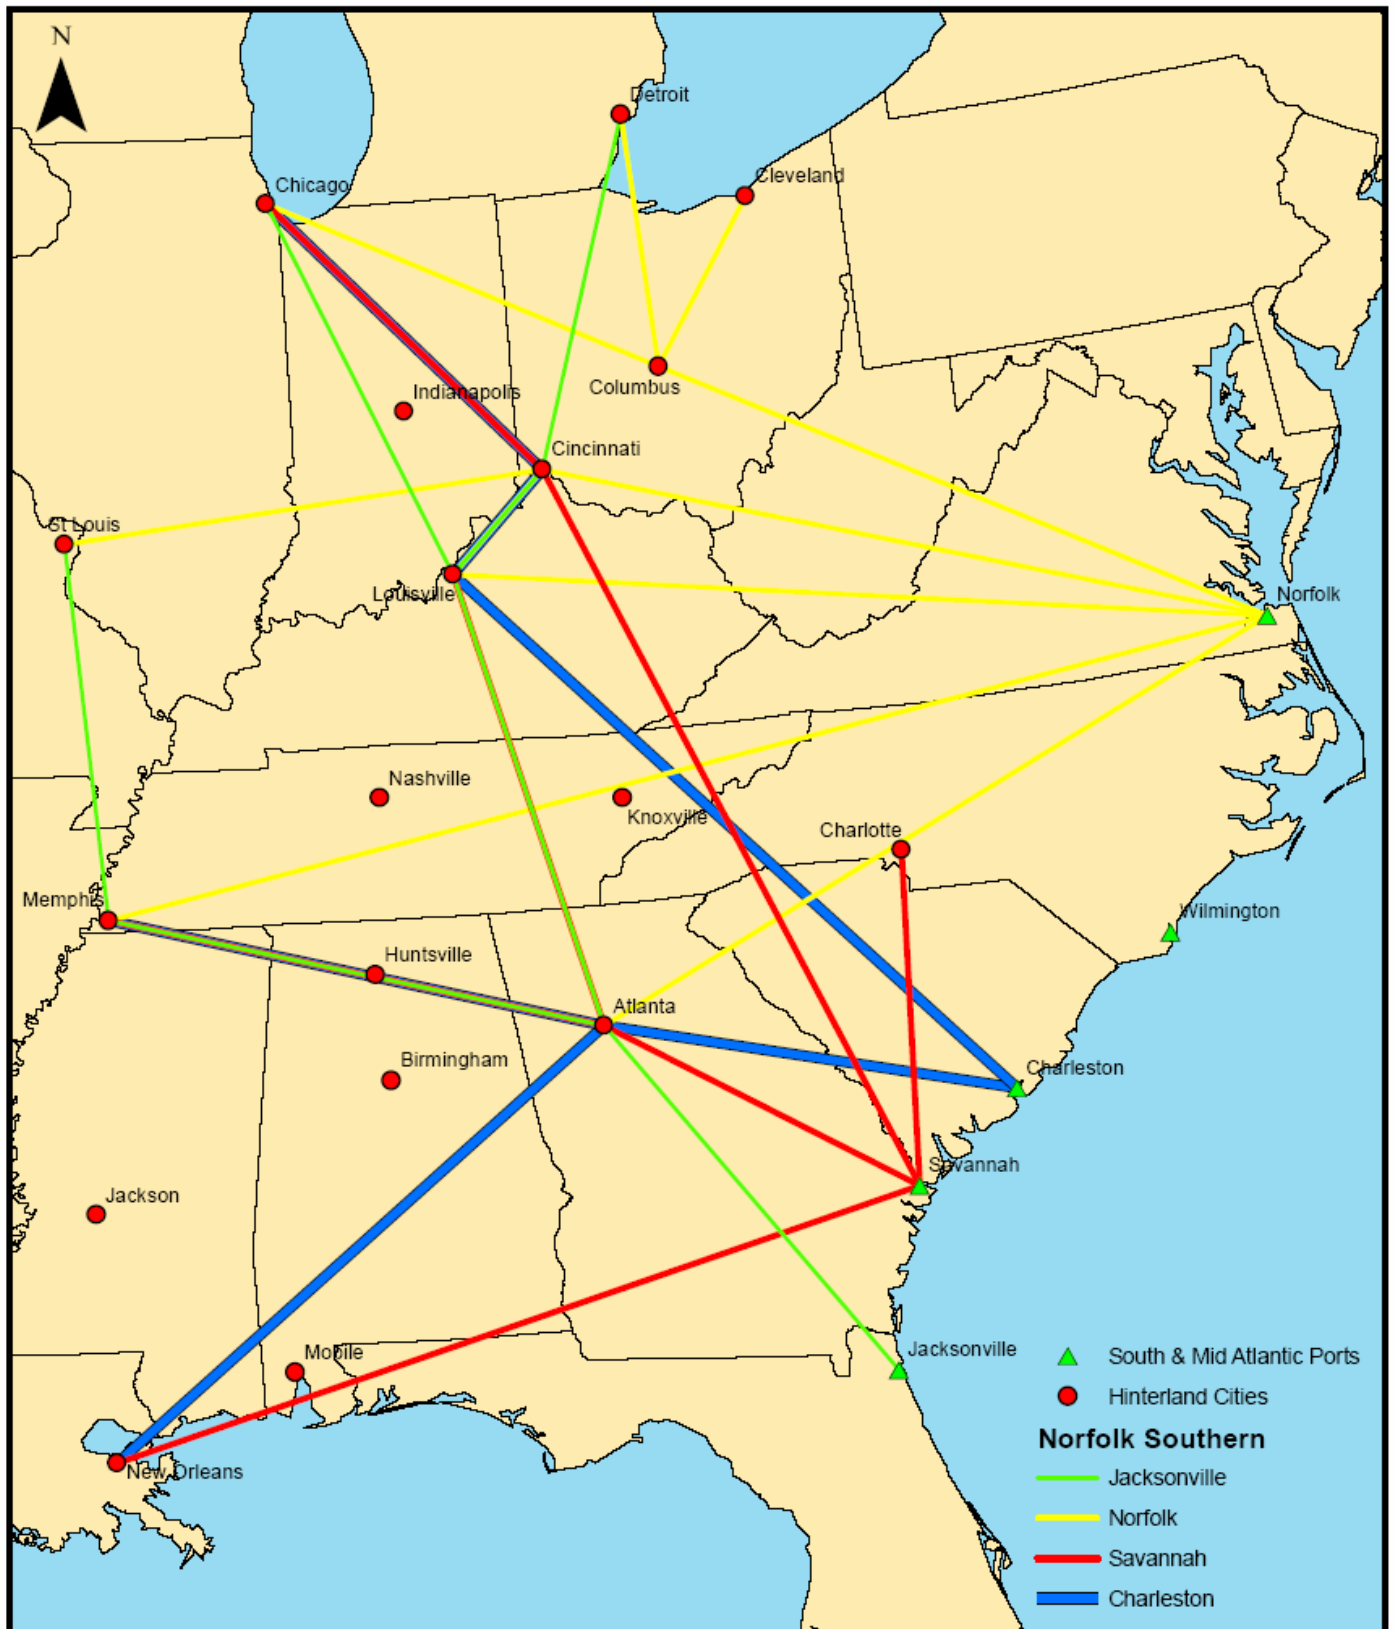 N
Detroit
Cleveland
Chicago
Columbus
Indianapolis
Cincinnati
St Louis
Louisville
Norfolk
Nashville
Knoxville
Charlotte
Memphis
Wilmington
Huntsville
Atlanta
Birmingham
Charleston
Savannah
Jackson
Mobile
Jacksonville
New Orleans
South & Mid Atlantic Ports
Hinterland Cities
Norfolk Southern
Jacksonville
Norfolk
Savannah
Charleston